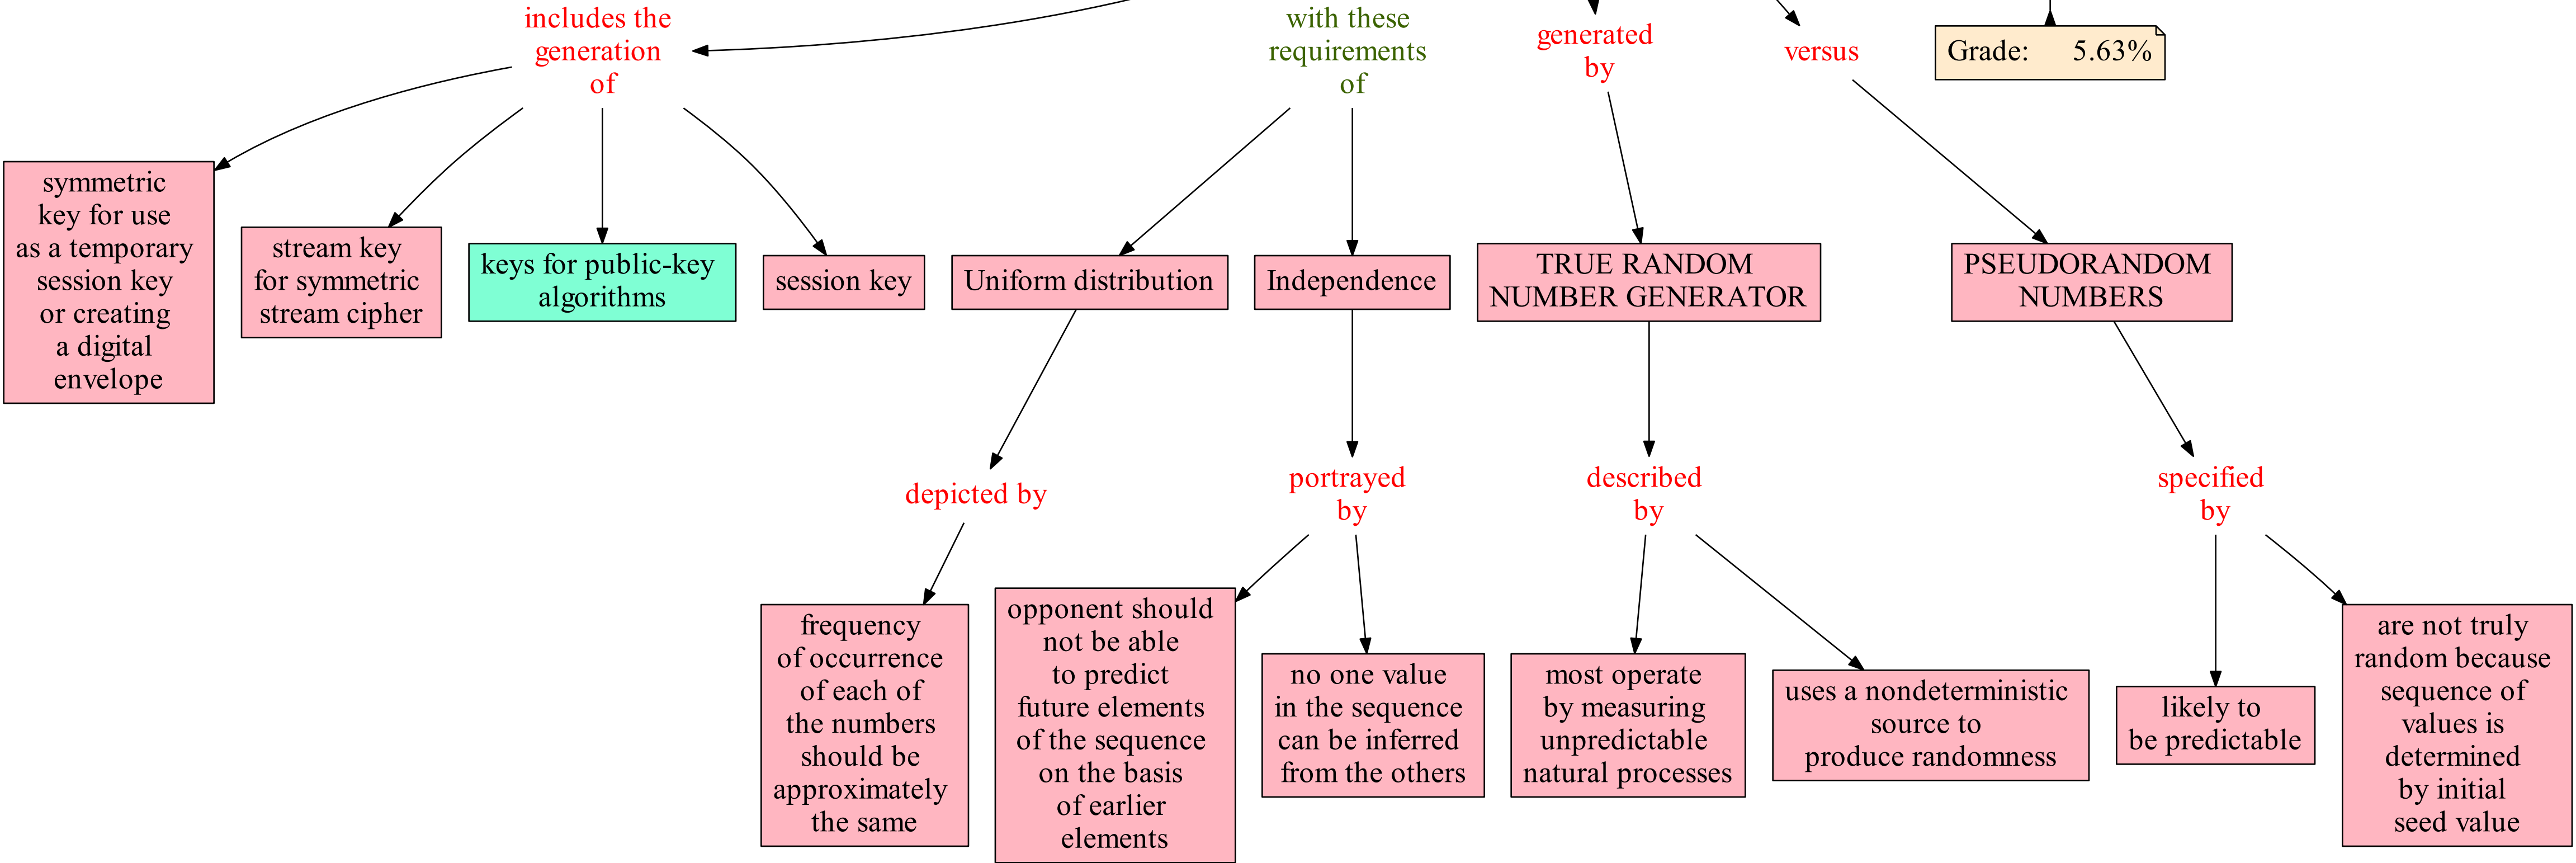 includes the
generation
of
with these
requirements
of
generated
by
versus
Grade: 5.63%
symmetric
key for use
as a temporary
session key
or creating
a digital
envelope
stream key
for symmetric
stream cipher
keys for public-key
algorithms
session key
Uniform distribution
Independence
TRUE RANDOM
NUMBER GENERATOR
PSEUDORANDOM
NUMBERS
depicted by
portrayed
by
described
by
specified
by
frequency
of occurrence
of each of
the numbers
should be
approximately
the same
opponent should
not be able
to predict
future elements
of the sequence
on the basis
of earlier
elements
no one value
in the sequence
can be inferred
from the others
most operate
by measuring
unpredictable
natural processes
uses a nondeterministic
source to
produce randomness
likely to
be predictable
are not truly
random because
sequence of
values is
determined
by initial
seed value